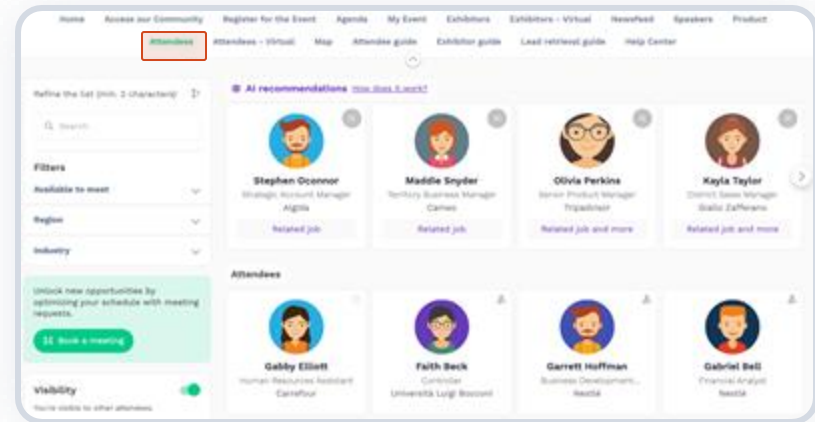 Home Access our Community Register for the Event Agenda My Event Exhibitors Exhibitors - Virtual Newsfeed Speakers Product
Attendees Attendees - Virtual Map Attendee guide Exhibitor guide Lead retrieval guide Help Center
Refine the list (min. 2 characters)
Search
Filters
Available to meet
Region
Industry
Unlock new opportunities by
optimizing your schedule with meeting
requests.
Book a meeting
Visibility
You're visible to other attendees.
AI recommendations How does it work?
Stephen Oconnor
Strategic Account Manager
Algida
Related job
Maddie Snyder
Territory Business Manager
Cameo
Related job
Olivia Perkins
Senior Product Manager
Tripadvisor
Related job and more
Kayla Taylor
District Sales Manager
Giallo Zafferano
Related job and more
Attendees
Gabby Elliott
Human Resources Assistant
Carrefour
Faith Beck
Controller
Università Luigi Bocconi
Garrett Hoffman
Business Development...
Nestlé
Gabriel Bell
Financial Analyst
Nestlé